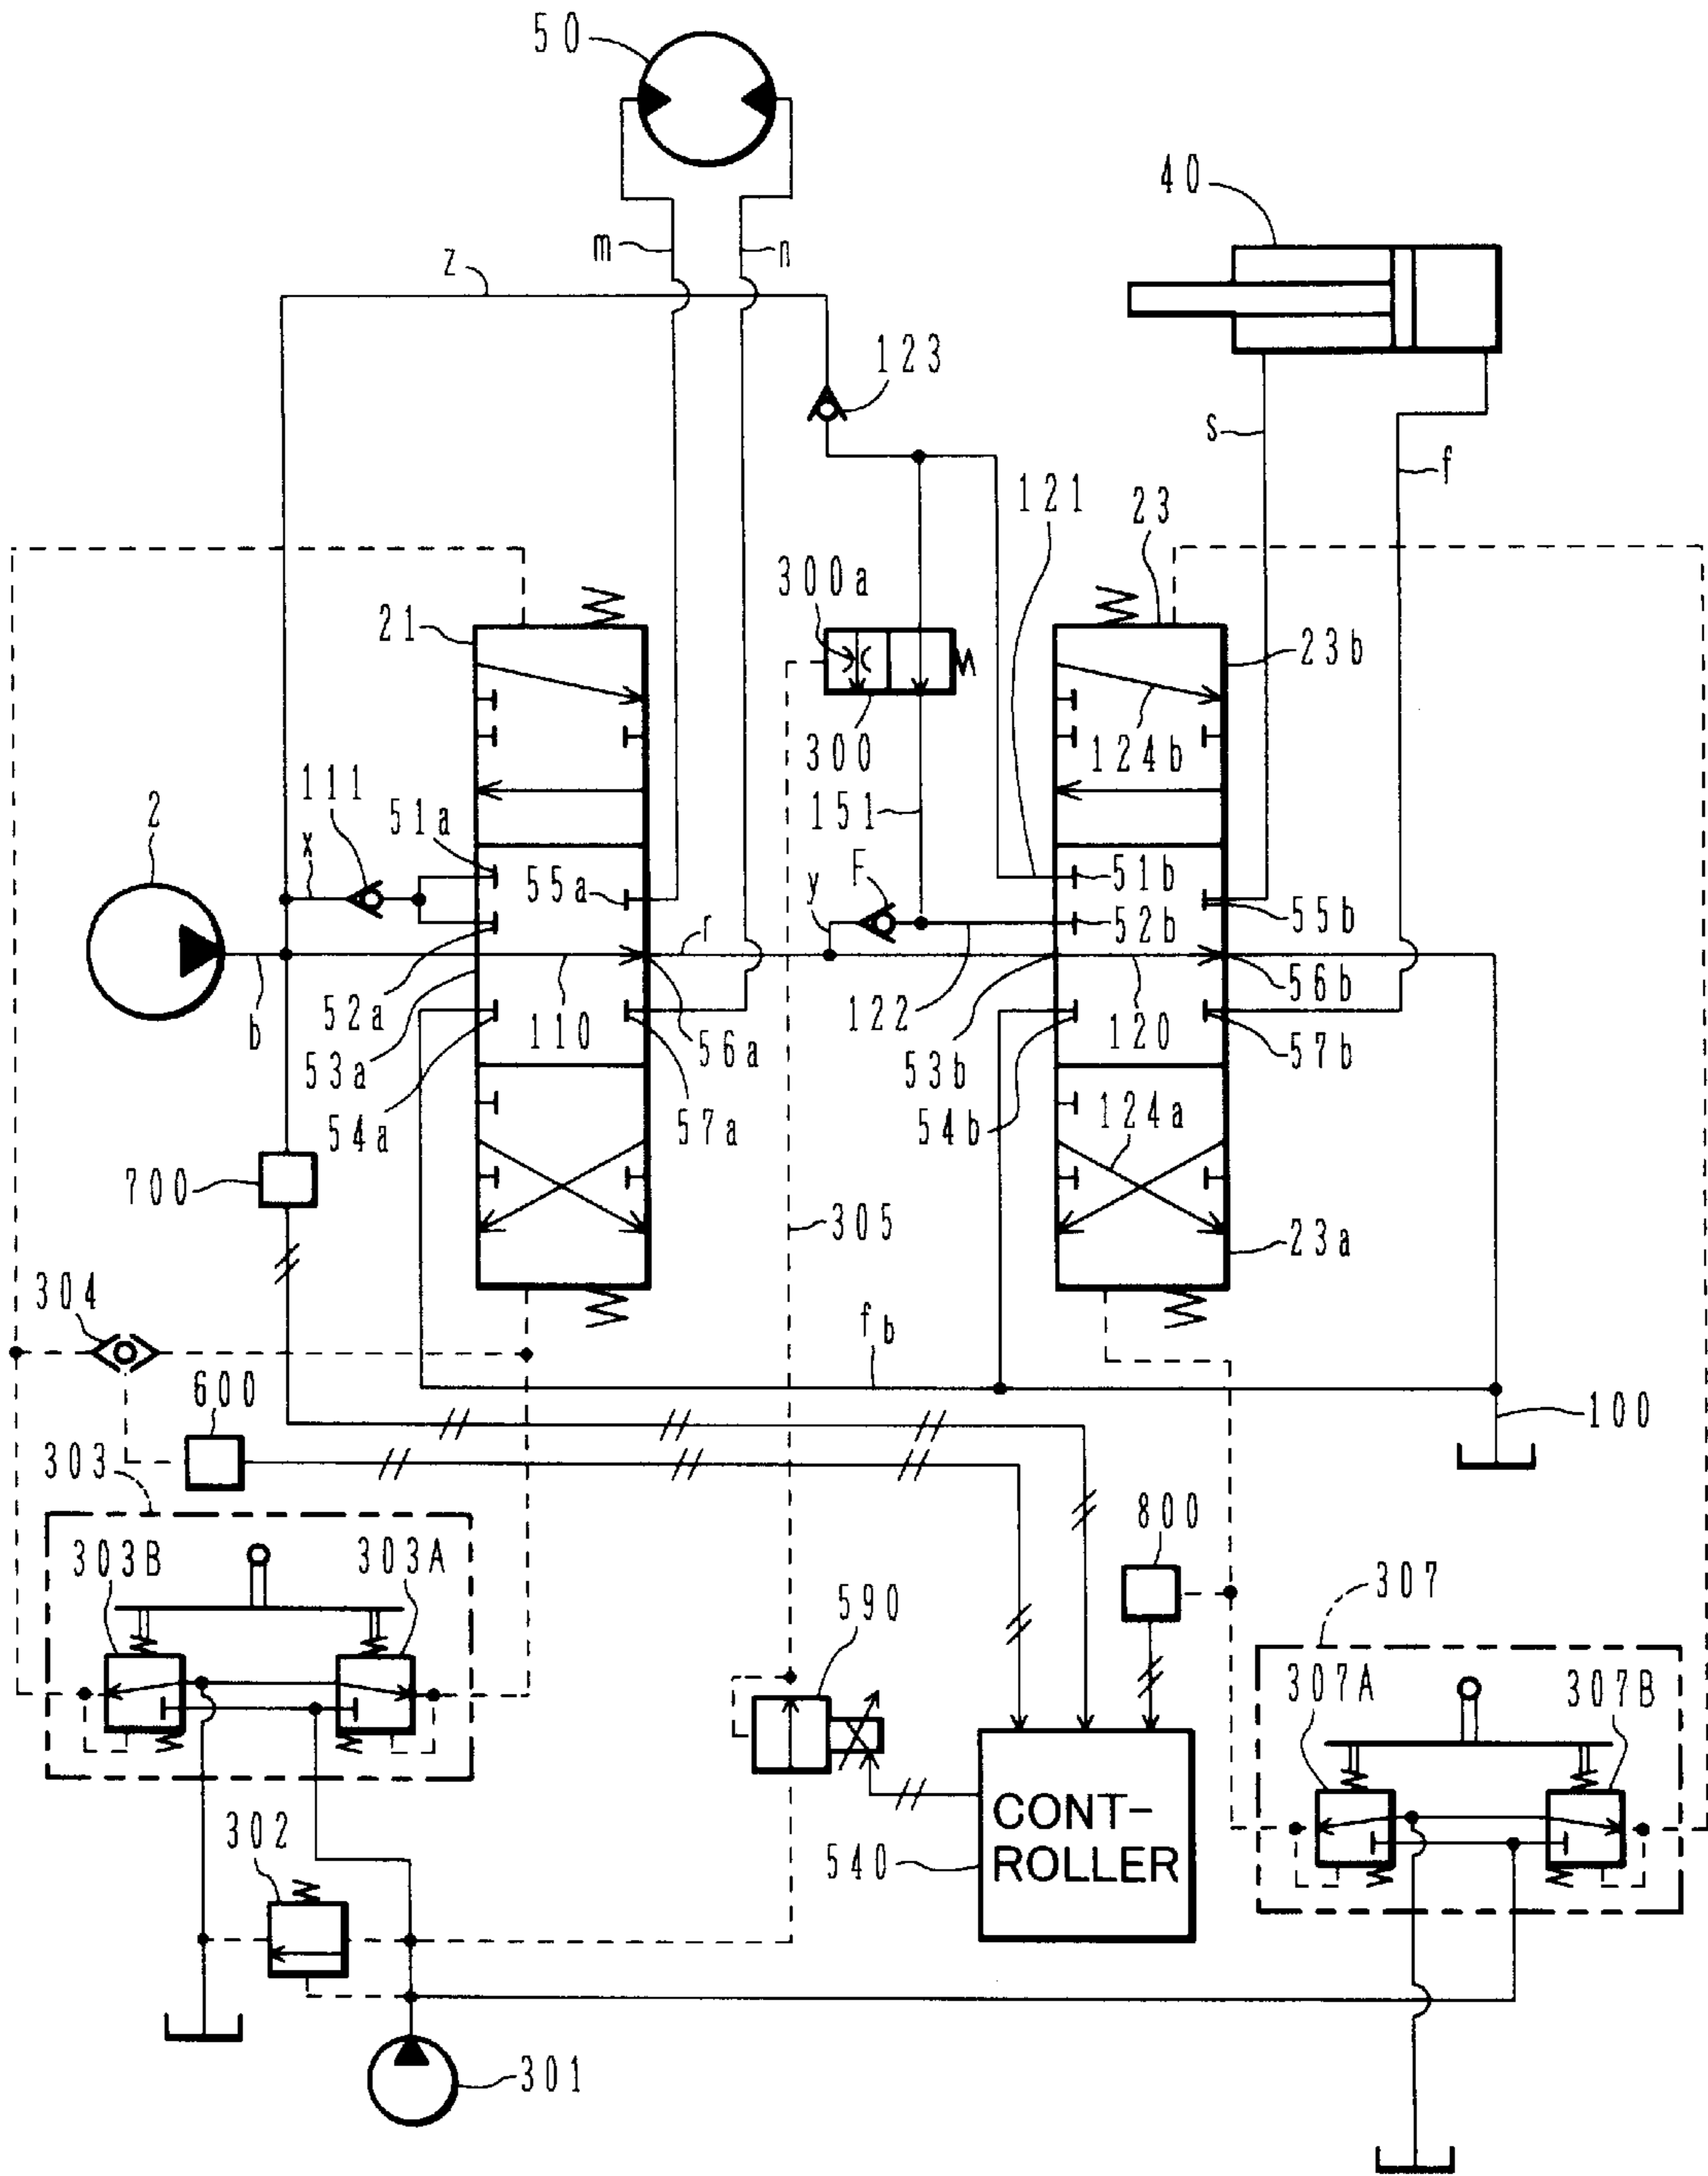 50
40
m
n
z
123
s
f
121
23
300a
21
23b
124b
300
111
51a
2
x
55a
151
F
y
51b
52b
55b
r
b
52a
110
56a
122
120
56b
53a
53b
57b
54a
57a
54b
124a
700
305
23a
304
fb
600
100
303
800
303B
303A
307
590
307A
307B
302
CONT-
ROLLER
540
301